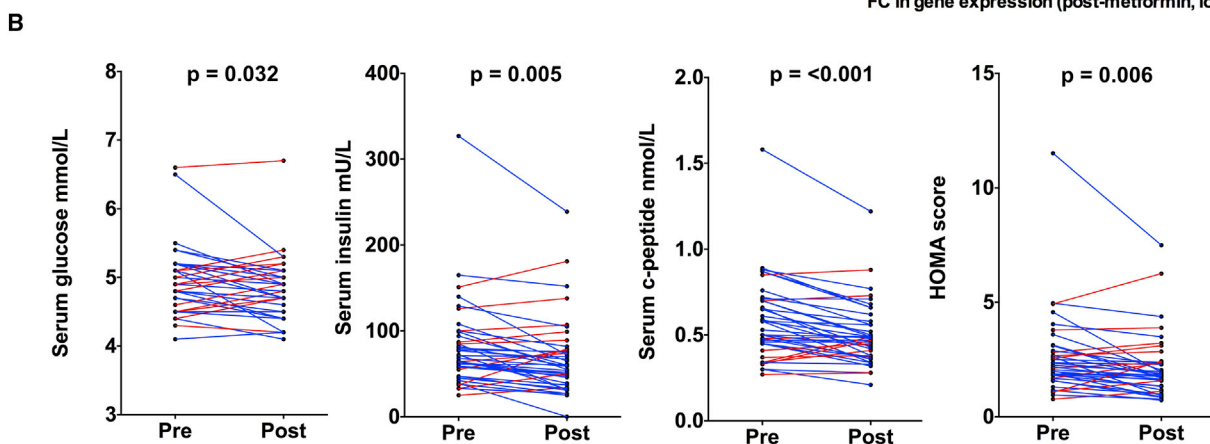 FC in gene expression (post-metformin, lo
B
p = 0.032
p = 0.005
p = <0.001
p = 0.006
Serum glucose mmol/L
8
7
6
5
4
3
Pre Post
Serum insulin mU/L
400
300
200
100
0
Pre Post
Serum c-peptide nmol/L
2.0
1.5
1.0
0.5
0.0
Pre Post
HOMA score
15
10
5
0
Pre Post